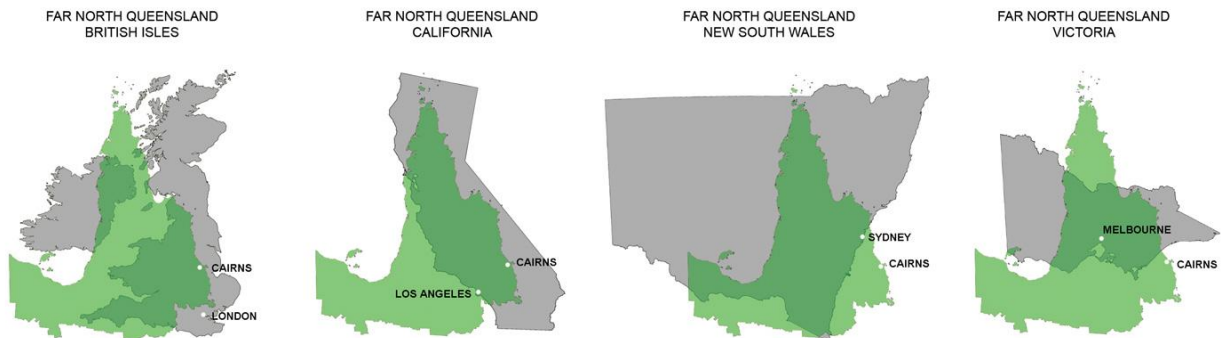 FAR NORTH QUEENSLAND
BRITISH ISLES
CAIRNS
LONDON
FAR NORTH QUEENSLAND
CALIFORNIA
CAIRNS
LOS ANGELES
FAR NORTH QUEENSLAND
NEW SOUTH WALES
SYDNEY
CAIRNS
FAR NORTH QUEENSLAND
VICTORIA
MELBOURNE
CAIRNS